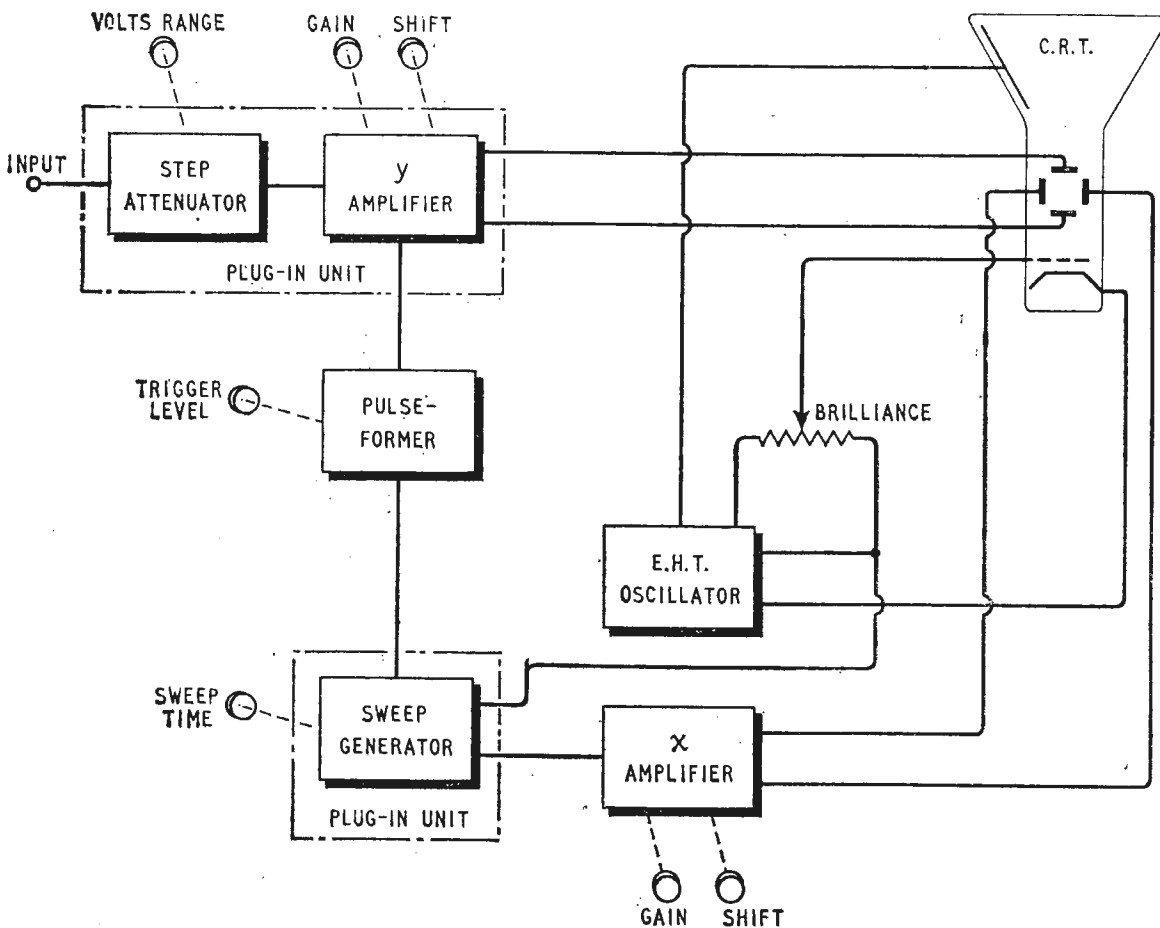 VOLTS RANGE
GAIN
SHIFT
C.R.T.
INPUT
STEP
ATTENUATOR
y
AMPLIFIER
PLUG-IN UNIT
TRIGGER
LEVEL
PULSE-
FORMER
BRILLIANCE
E.H.T.
OSCILLATOR
SWEEP
TIME
SWEEP
GENERATOR
x
AMPLIFIER
PLUG-IN UNIT
GAIN
SHIFT